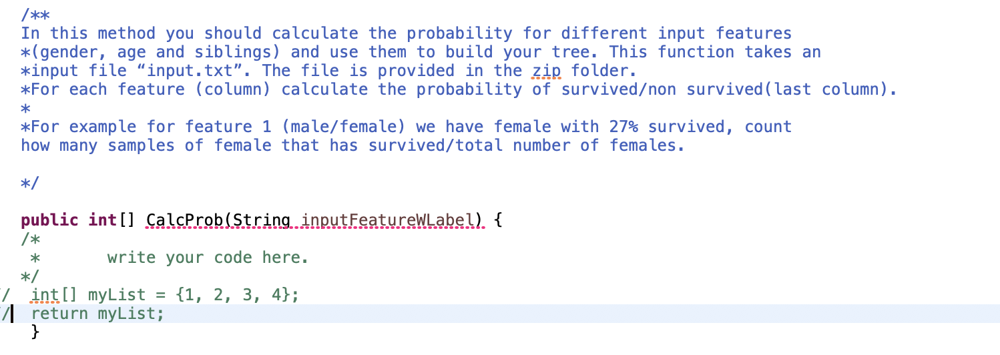 /**
In this method you should calculate the probability for different input features
*(gender, age and siblings) and use them to build your tree. This function takes an
*input file “input.txt”. The file is provided in the zip folder.
*For each feature (column) calculate the probability of survived/non survived(last column).
*
*For example for feature 1 (male/female) we have female with 27% survived, count
how many samples of female that has survived/total number of females.
*/
public int[] CalcProb(String inputFeatureWLabel) {
/*
*       write your code here.
*/
/  int[] myList = {1, 2, 3, 4};
/  return myList;
}